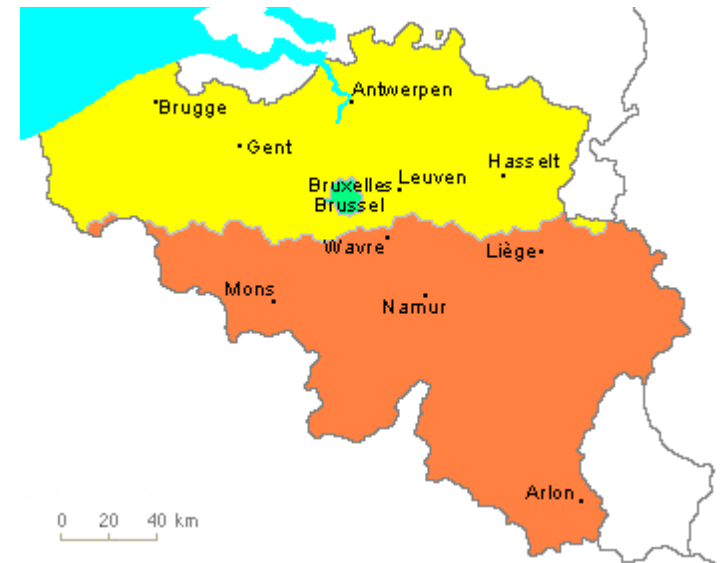 Antwerpen
Brugge
Gent
Hasselt
Leuven
Bruxelles
Brussel
Wavre
Liège
Mons
Namur
Arlon
0 20 40 km